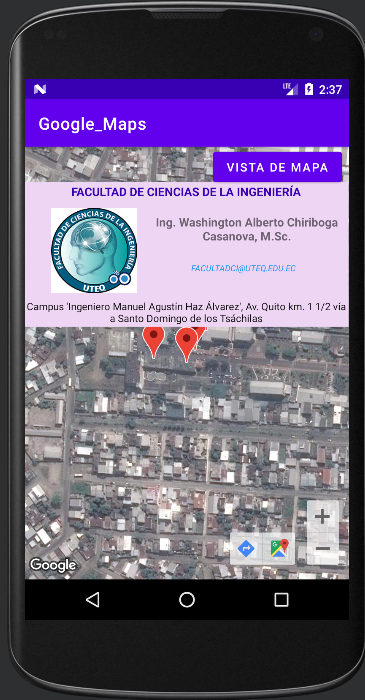 LTE 2:37
Google_Maps
VISTA DE MAPA
FACULTAD DE CIENCIAS DE LA INGENIERÍA
FACULTAD DE CIENCIAS DE LA INGENIERIA
UTEQ
Ing. Washington Alberto Chiriboga
Casanova, M.Sc.
FACULTADCI@UTEQ.EDU.EC
Campus 'Ingeniero Manuel Agustín Haz Álvarez', Av. Quito km. 1 1/2 vía
a Santo Domingo de los Tsáchilas
+
−
Google